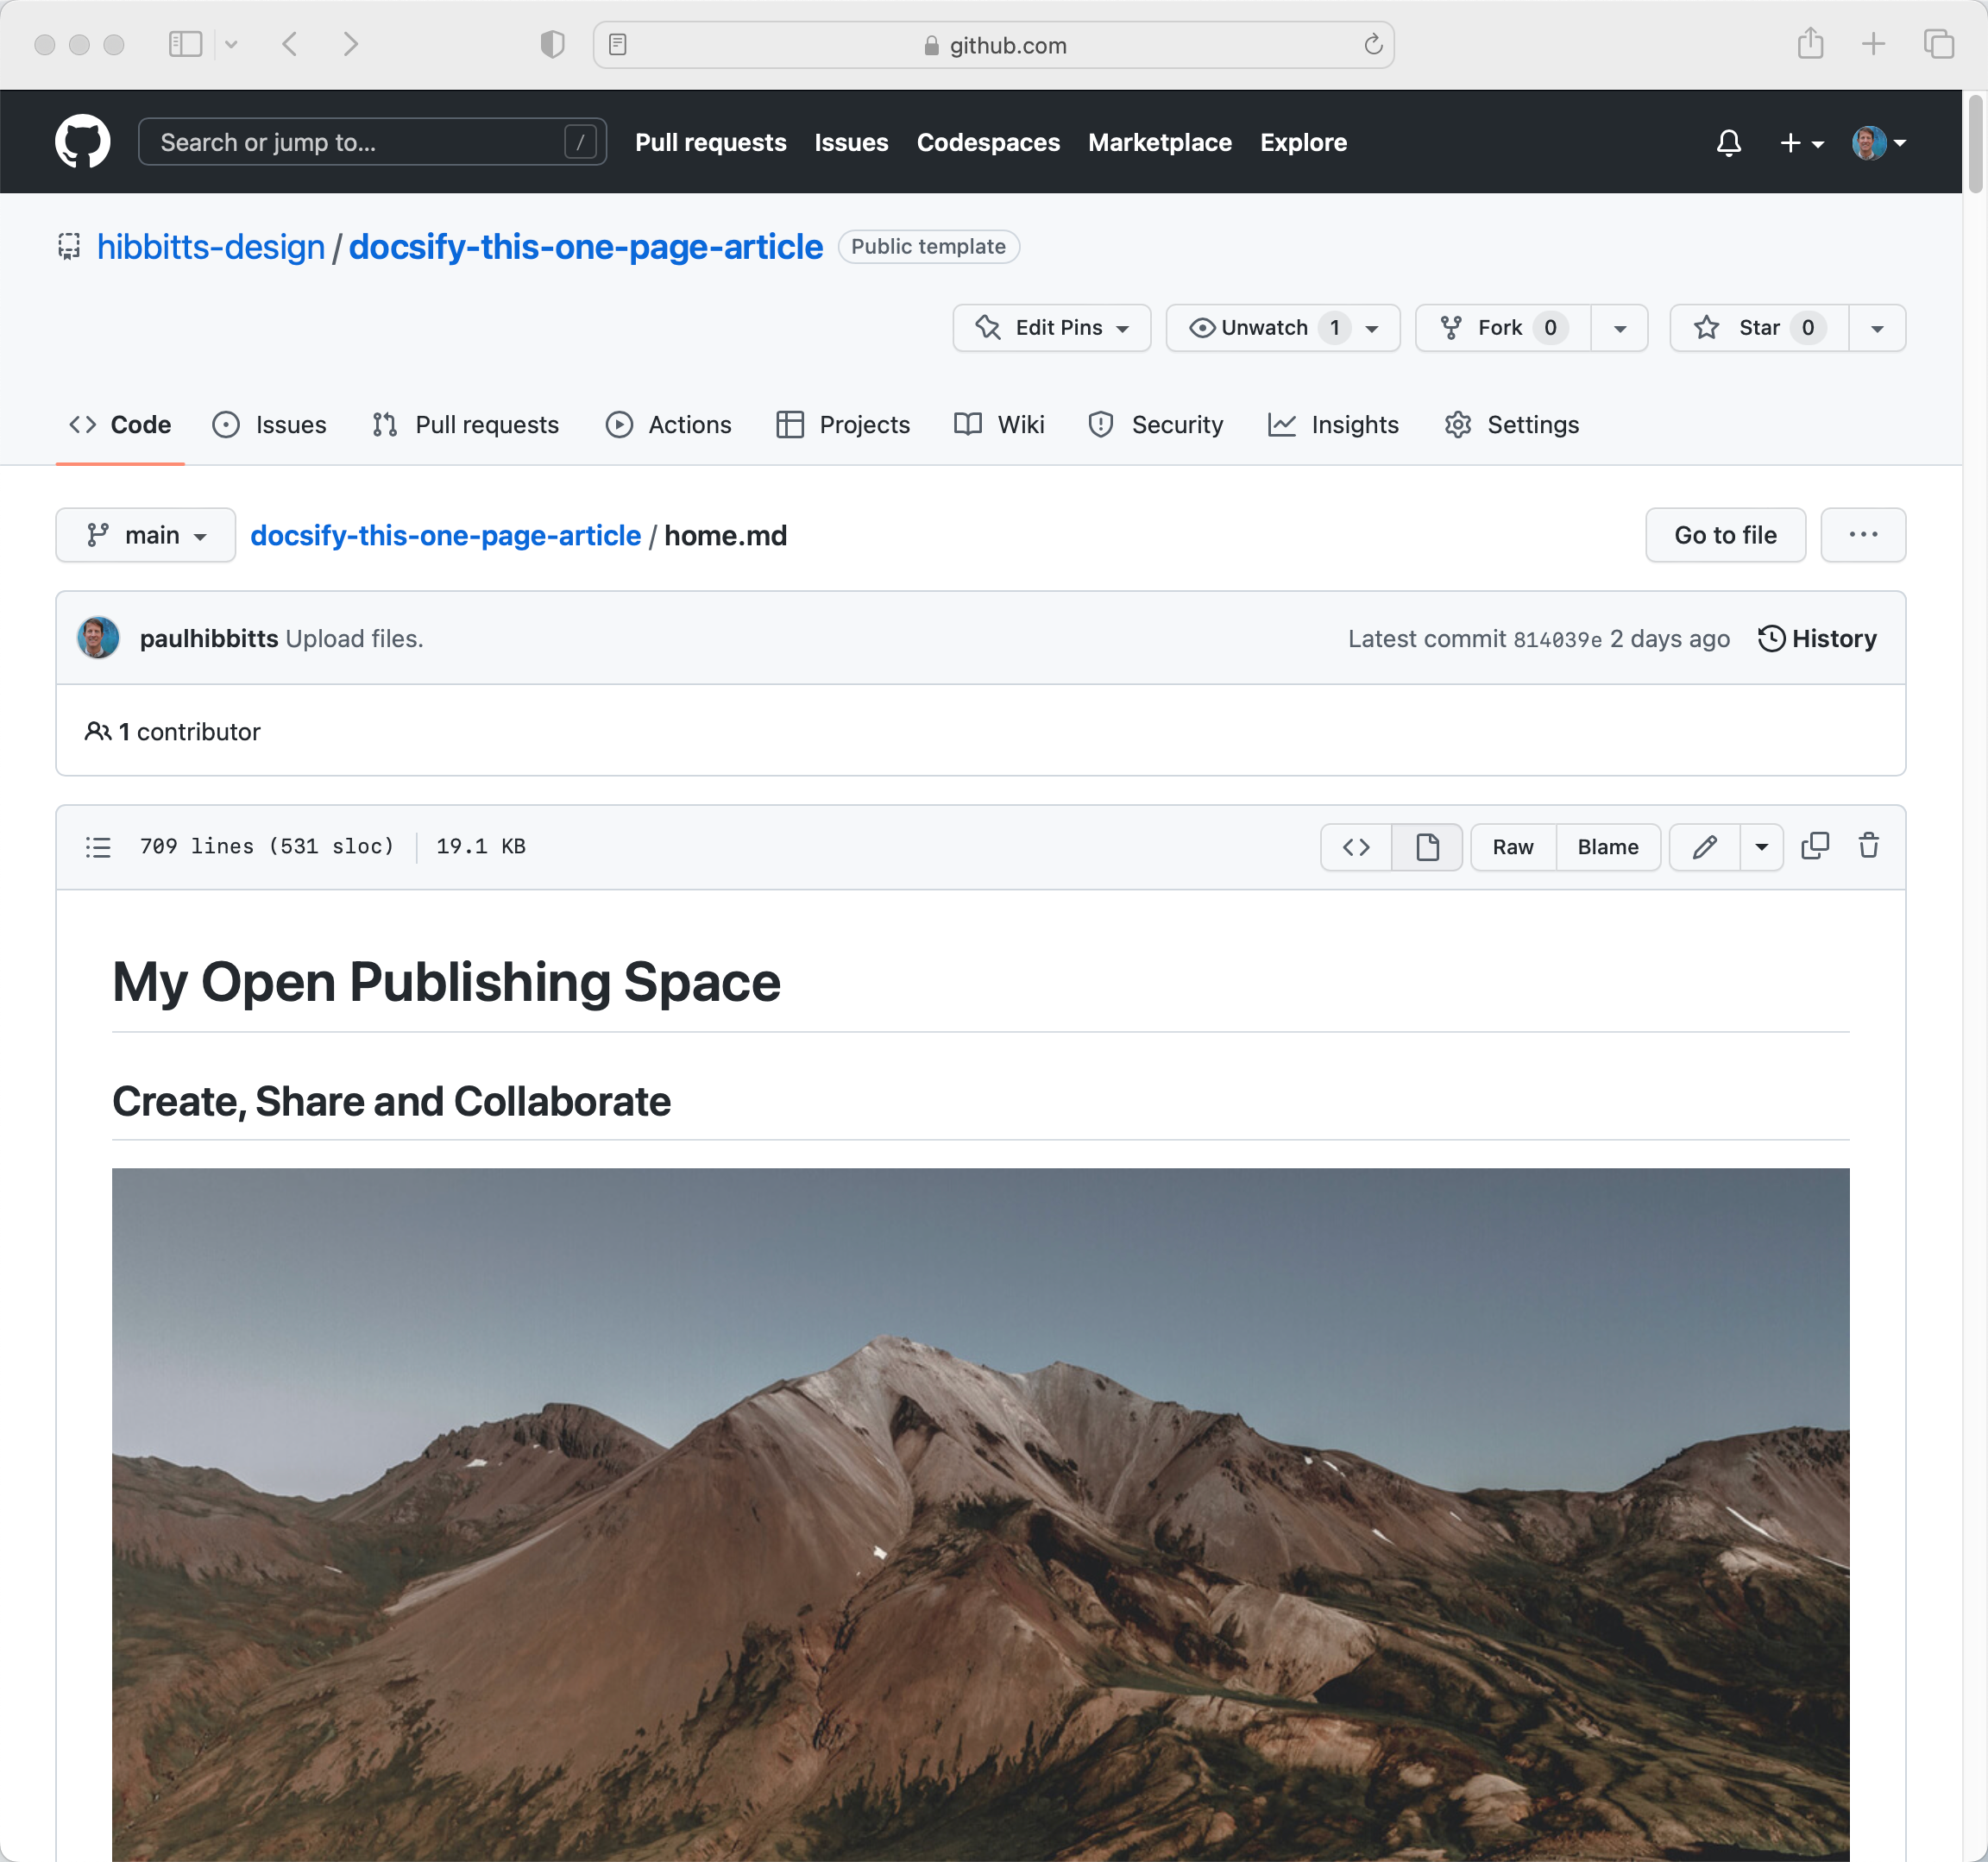 github.com
Search or jump to... / Pull requests Issues Codespaces Marketplace Explore
hibbitts-design / docsify-this-one-page-article Public template
Edit Pins Unwatch 1 Fork 0 Star 0
Code Issues Pull requests Actions Projects Wiki Security Insights Settings
main docsify-this-one-page-article / home.md Go to file ...
paulhibbitts Upload files. Latest commit 814039e 2 days ago History
1 contributor
709 lines (531 sloc) 19.1 KB Raw Blame
My Open Publishing Space
Create, Share and Collaborate